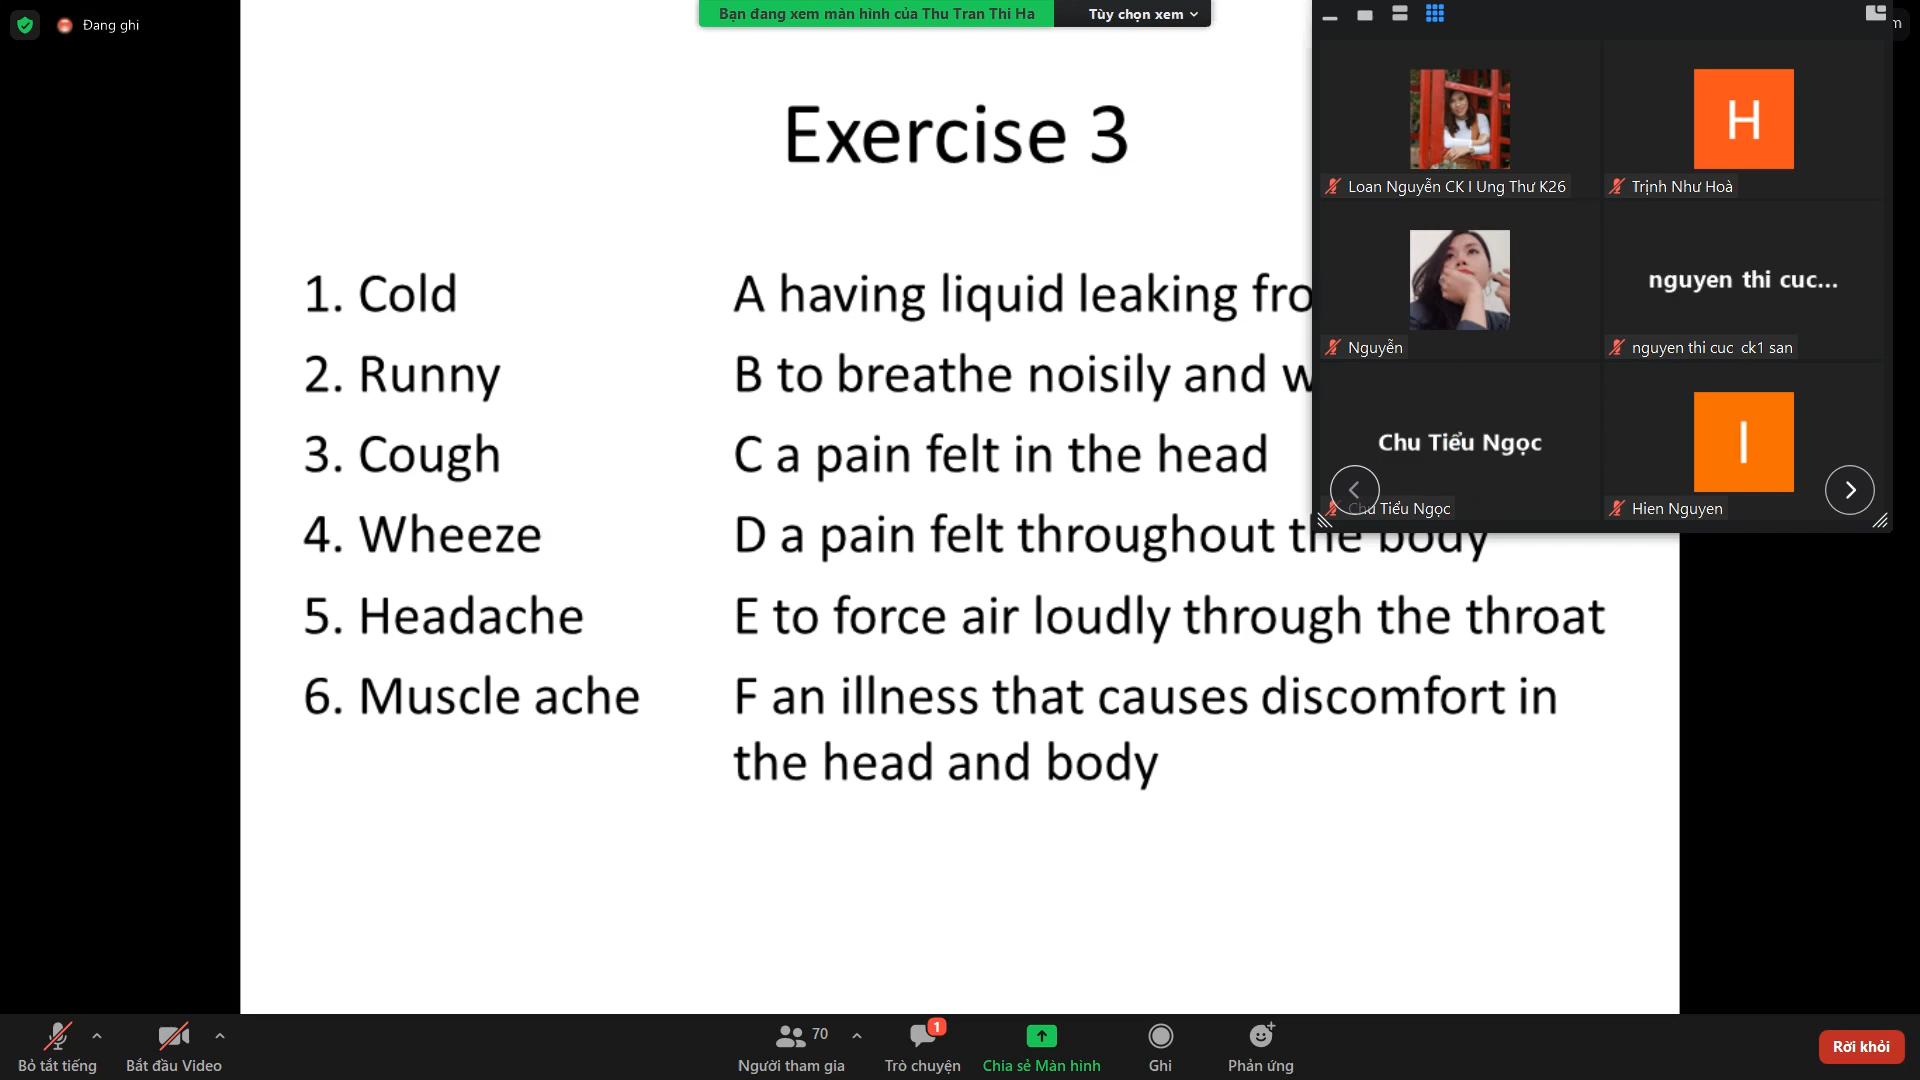 Đang ghi
Bạn đang xem màn hình của Thu Tran Thi Ha
Tùy chọn xem
Exercise 3
1. Cold
A having liquid leaking
2. Runny
B to breathe noisily and
3. Cough
C a pain felt in the head
4. Wheeze
D a pain felt throughout the body
5. Headache
E to force air loudly through the throat
6. Muscle ache
F an illness that causes discomfort in
the head and body
H
Loan Nguyễn CK I Ung Thư K26
Trịnh Như Hoà
nguyen thi cuc...
Nguyễn
nguyen thi cuc ck1 san
Chu Tiểu Ngọc
I
Chu Tiểu Ngọc
Hien Nguyen
Bỏ tắt tiếng
Bắt đầu Video
70
Người tham gia
1
Trò chuyện
Chia sẻ Màn hình
Ghi
Phản ứng
Rời khỏi